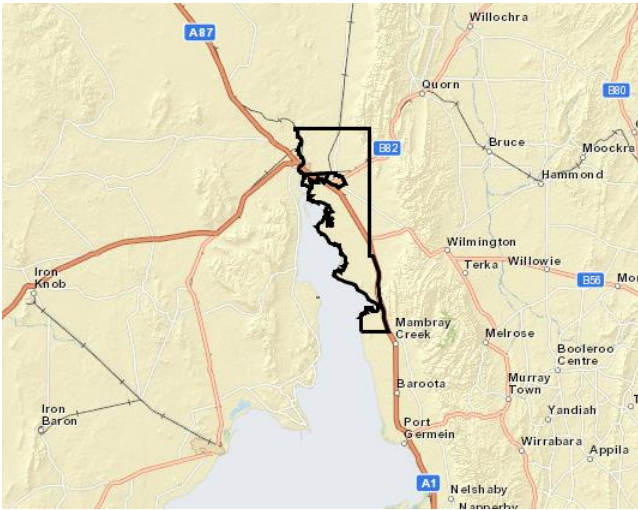 Willochra
A87
Quorn
B80
B82
Bruce
Moockra
Hammond
Wilmington
Terka
Willowie
B56
Iron
Knob
Mambray
Creek
Melrose
Booleroo
Centre
Baroota
Murray
Town
Iron
Baron
Yandiah
Port
Germein
Wirrabara
Appila
A1
Nelshaby
Napperby